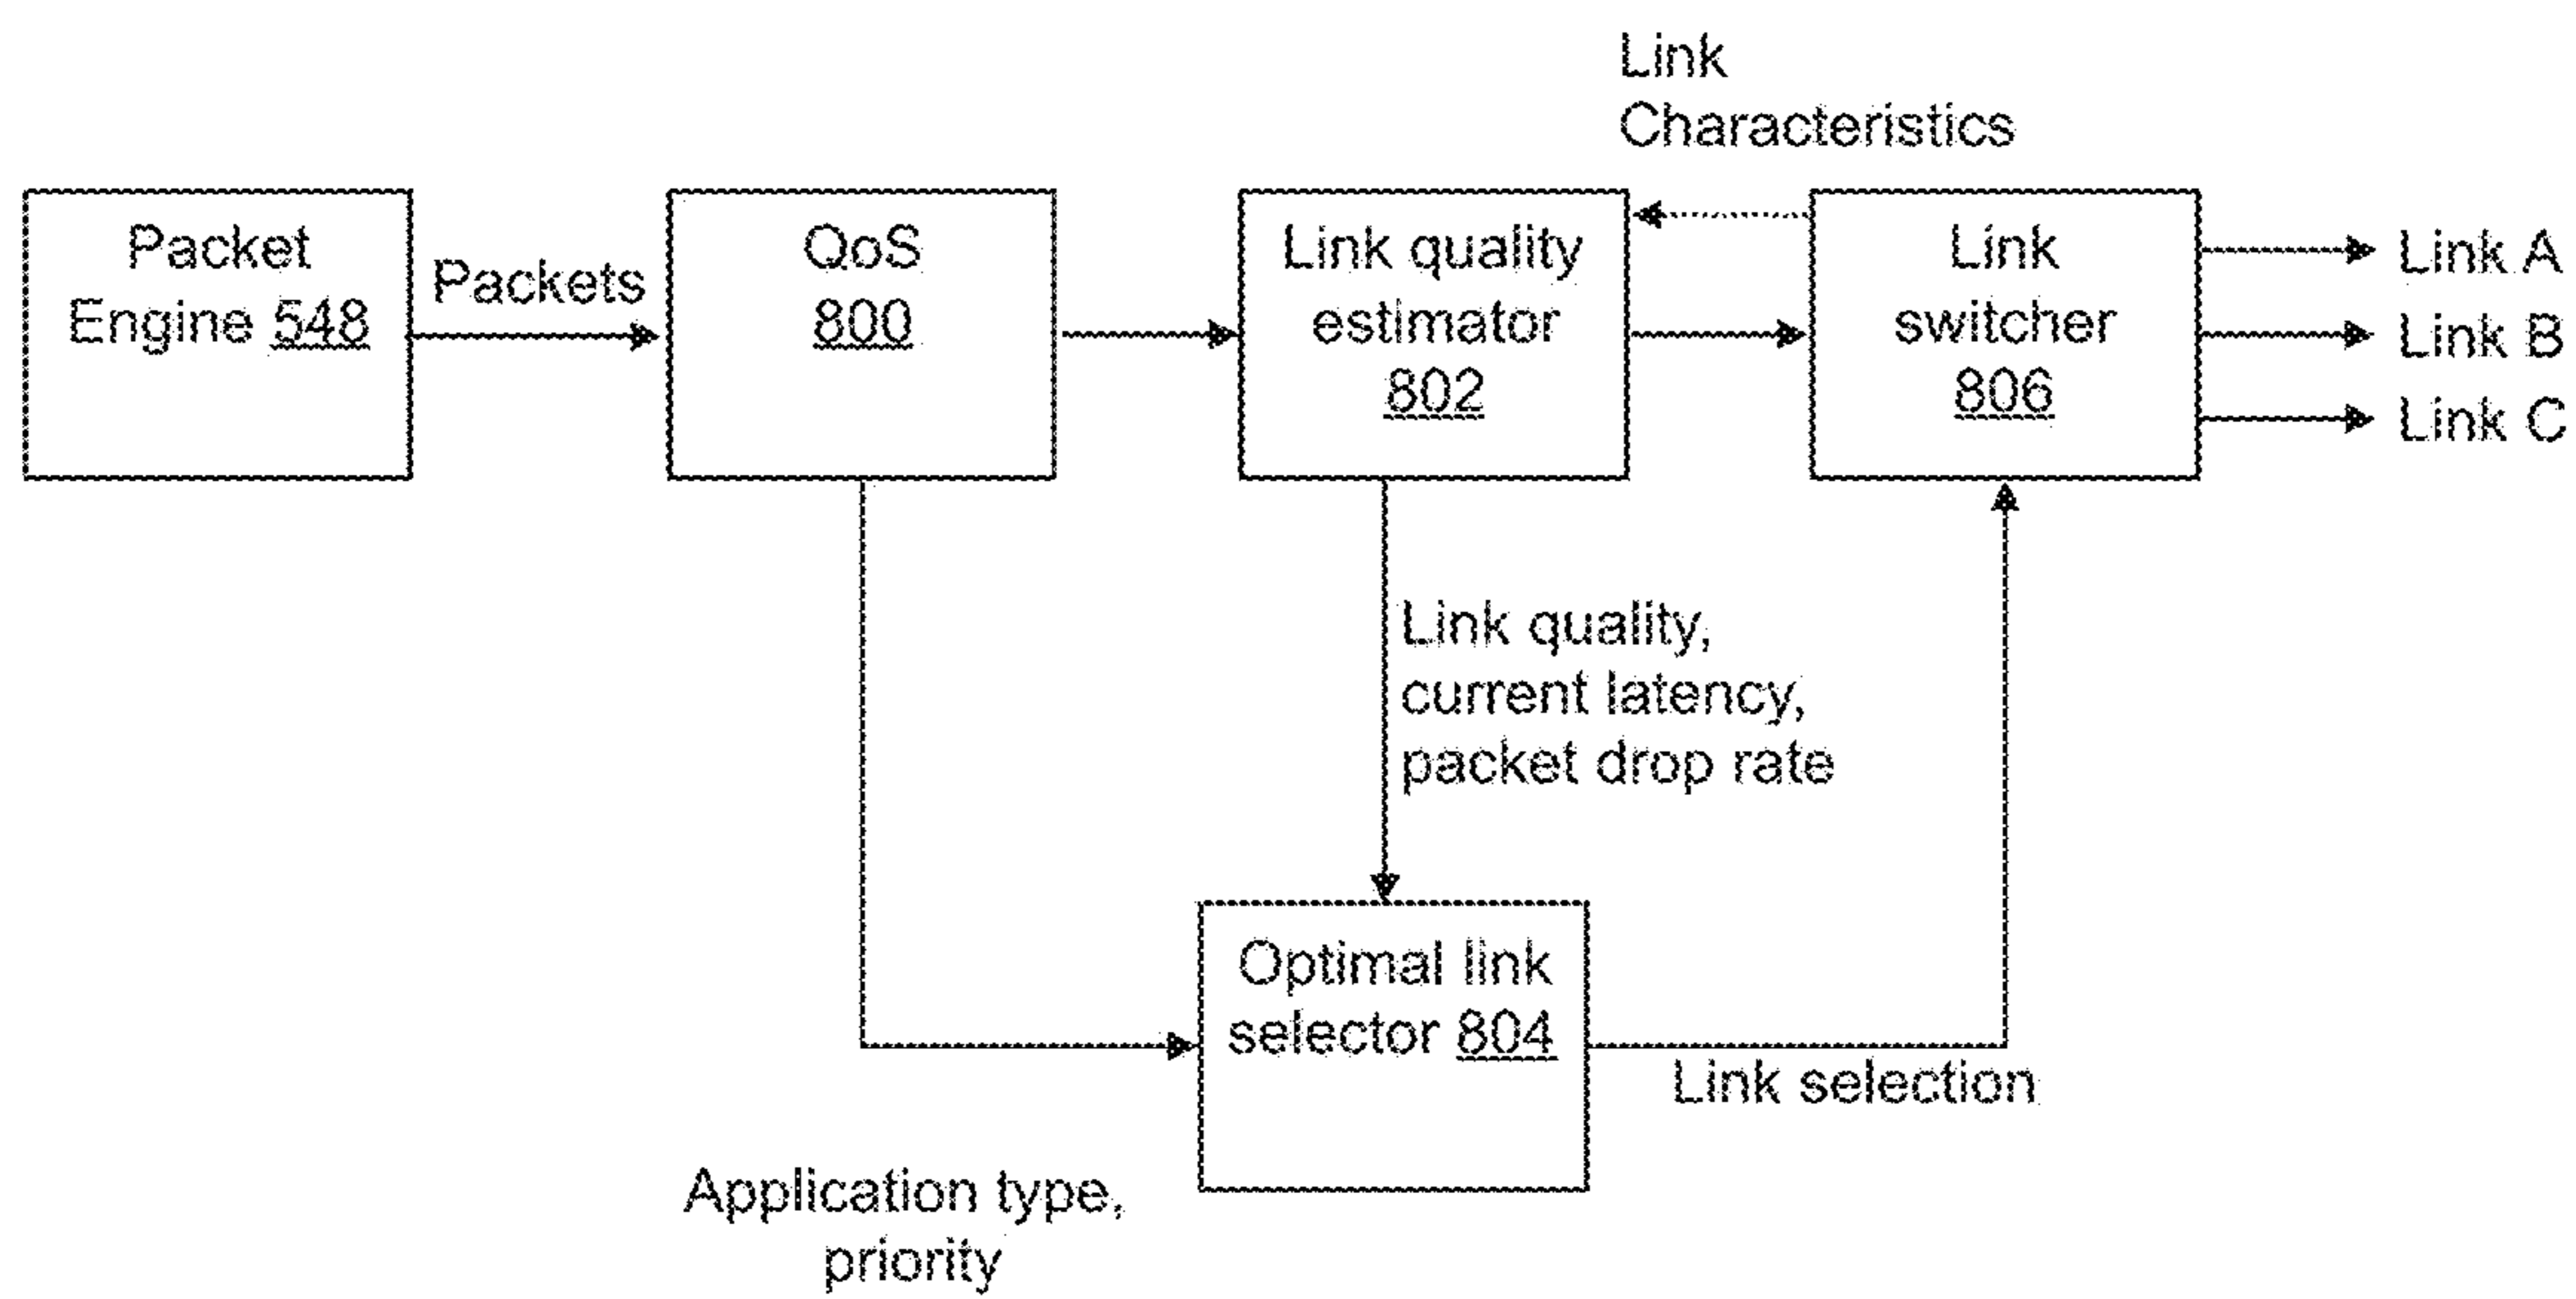 Link
Characteristics
Packet
Engine 548
Packets
QoS
800
Link quality
estimator
802
Link
switcher
806
Link A
Link B
Link C
Link quality,
current latency,
packet drop rate
Optimal link
selector 804
Link selection
Application type,
priority